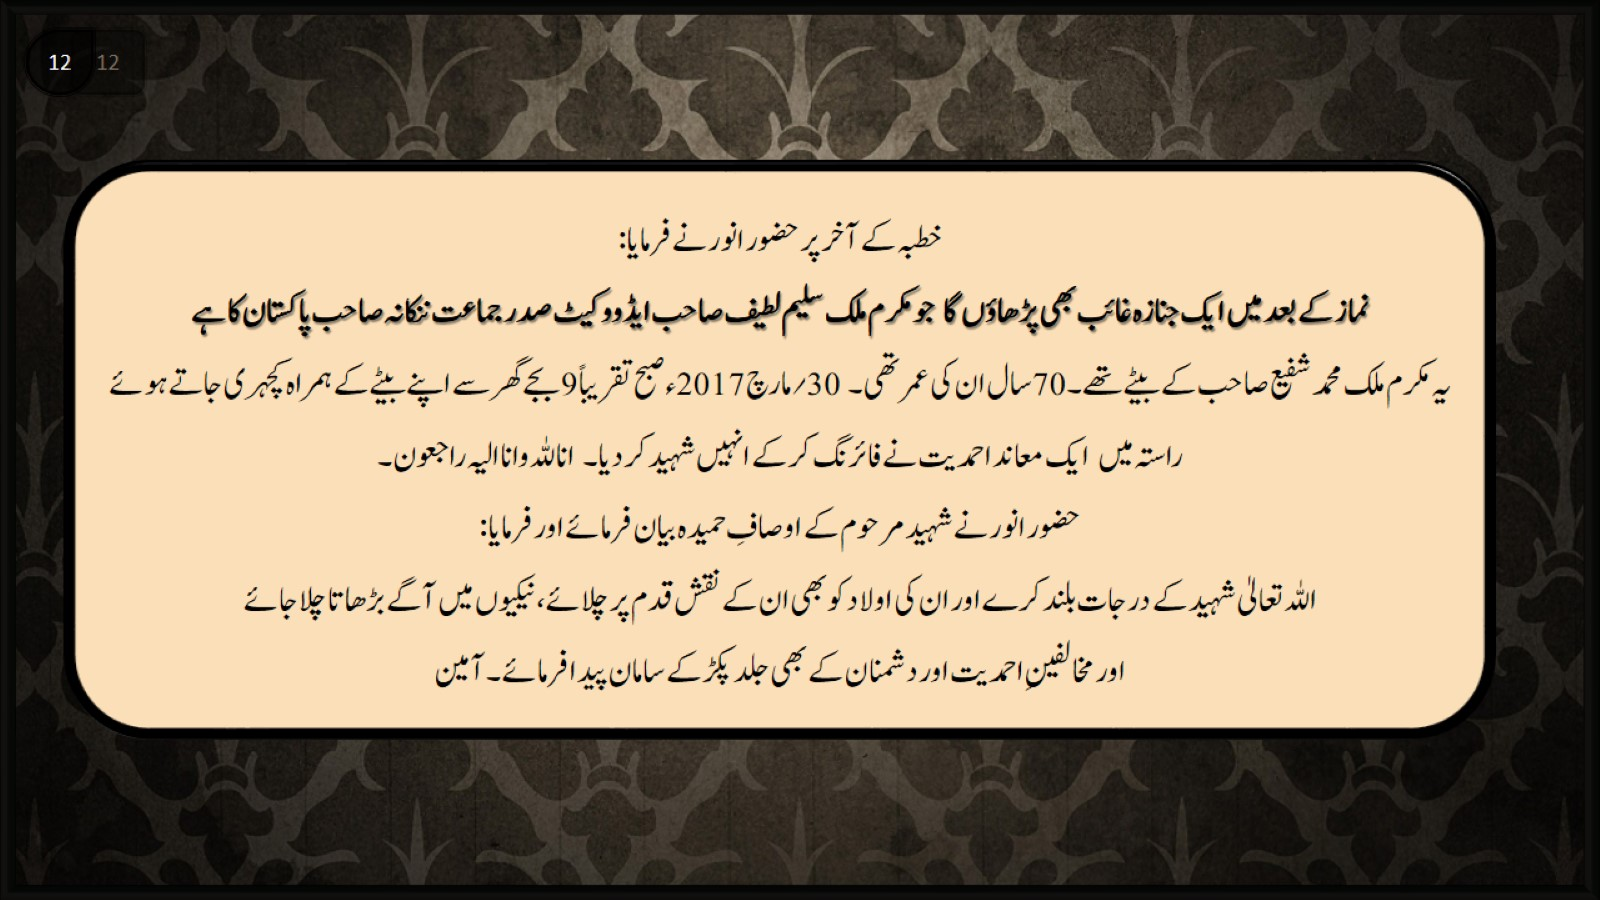 12 12
خطبہ کے آخر پر حضور انور نے فرمایا:
نماز کے بعد میں ایک جنازہ غائب بھی پڑھاؤں گا جو مکرم ملک سلیم لطیف صاحب ایڈووکیٹ صدر جماعت ننکانہ صاحب پاکستان کا ہے
یہ مکرم ملک محمد شفیع صاحب کے بیٹے تھے۔ 70 سال ان کی عمر تھی۔ 30؍مارچ 2017ء صبح تقریباً 9 بجے گھر سے اپنے بیٹے کے ہمراہ کچہری جاتے ہوئے
راستہ میں ایک معاند احمدیت نے فائرنگ کر کے انہیں شہید کر دیا۔ اناللہ وانا الیہ راجعون۔
حضور انور نے شہید مرحوم کے اوصافِ حمیدہ بیان فرمائے اور فرمایا:
اللہ تعالیٰ شہید کے درجات بلند کرے اور ان کی اولاد کو بھی ان کے نقش قدم پر چلائے، نیکیوں میں آگے بڑھاتا چلا جائے
اور مخالفینِ احمدیت اور دشمنان کے بھی جلد پکڑ کے سامان پیدا فرمائے۔ آمین